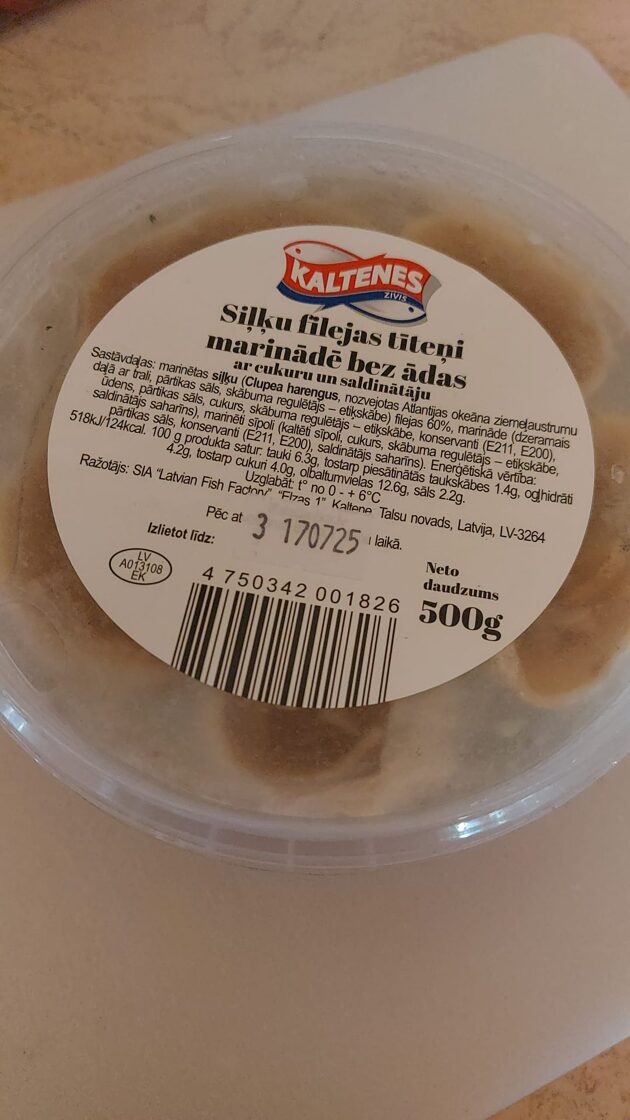 KALTENES
ZIVIS
Siļķu filejas tīteņi
marinādē bez ādas
ar cukuru un saldinātāju
Sastāvdaļas: marinētas siļķu (Clupea harengus, nozvejotas Atlantijas okeāna ziemeļaustrumu
daļā ar trali, pārtikas sāls, skābuma regulētājs – etiķskābe) filejas 60%, marināde (dzeramais
ūdens, pārtikas sāls, cukurs, skābuma regulētājs – etiķskābe, konservanti (E211, E200),
saldinātājs saharīns), marinēti sīpoli (kaltēti sīpoli, cukurs, skābuma regulētājs – etiķskābe,
pārtikas sāls, konservanti (E211, E200), saldinātājs saharīns). Enerģētiskā vērtība:
518kJ/124kcal. 100 g produkta satur: tauki 6.3g, tostarp piesātinātās taukskābes 1.4g, ogļhidrāti
4.2g, tostarp cukuri 4.0g, olbaltumvielas 12.6g, sāls 2.2g.
Uzglabāt: t° no 0 - + 6°C
Ražotājs: SIA "Latvian Fish Factory", "Elzas 1", Kaltene, Talsu novads, Latvija, LV-3264
Pēc at
laikā.
Izlietot līdz:
3 170725
LV
A013108
EK
4 750342 001826
Neto
daudzums
500g